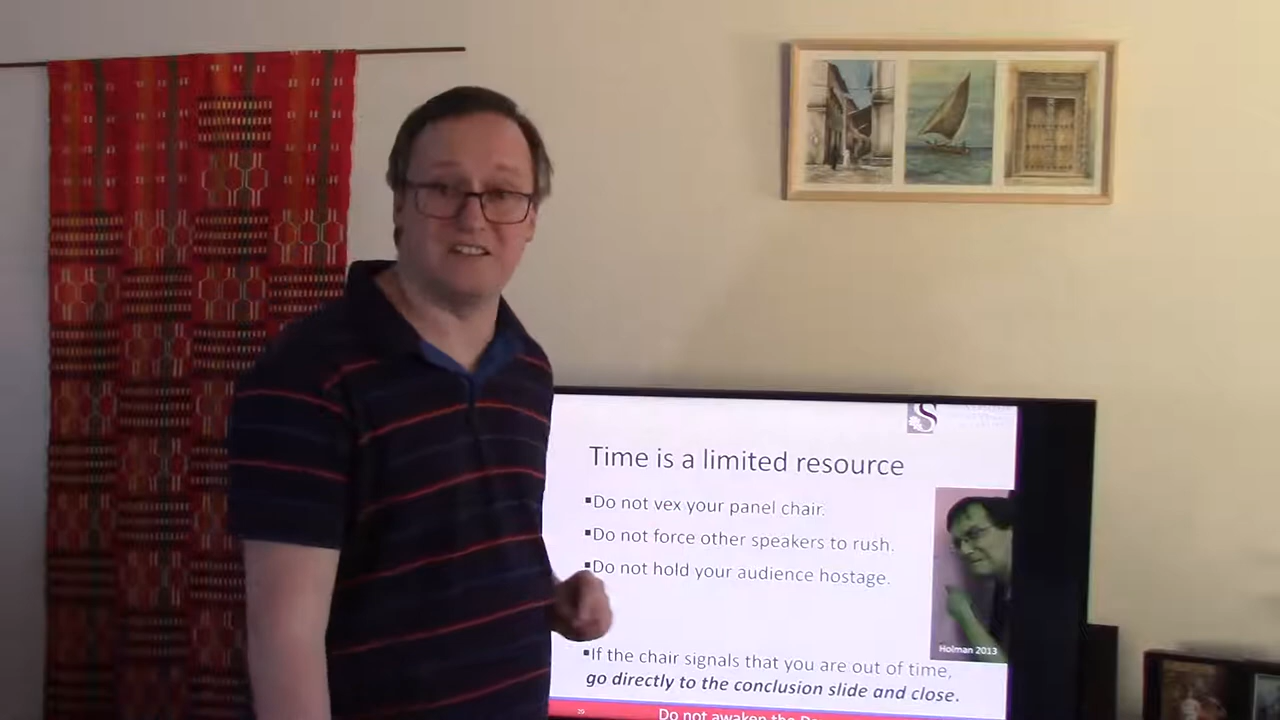 S
Time is a limited resource
▪Do not vex your panel chair.
▪Do not force other speakers to rush.
▪Do not hold your audience hostage.
Holman 2013
▪If the chair signals that you are out of time,
go directly to the conclusion slide and close.
29
Do not awaken the